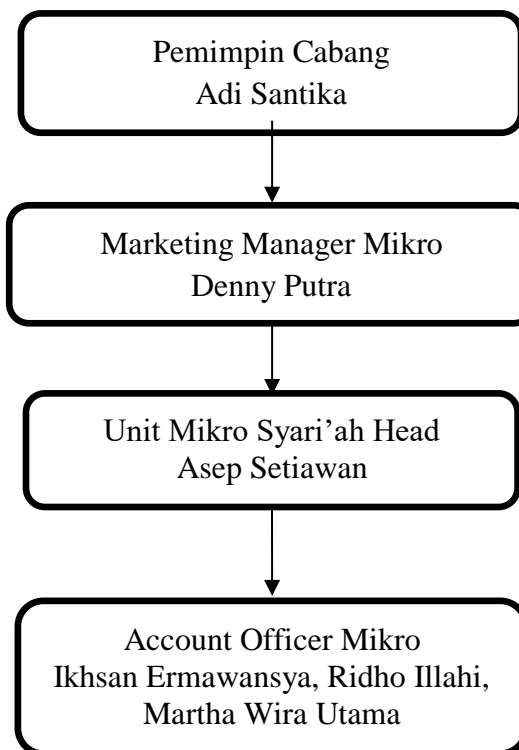 Pemimpin Cabang
Adi Santika
Marketing Manager Mikro
Denny Putra
Unit Mikro Syari’ah Head
Asep Setiawan
Account Officer Mikro
Ikhsan Ermawansya, Ridho Illahi,
Martha Wira Utama